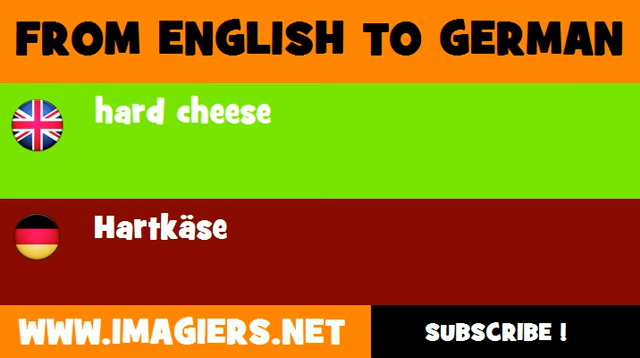 FROM ENGLISH TO GERMAN
hard cheese
Hartkäse
WWW.IMAGIERS.NET
SUBSCRIBE !